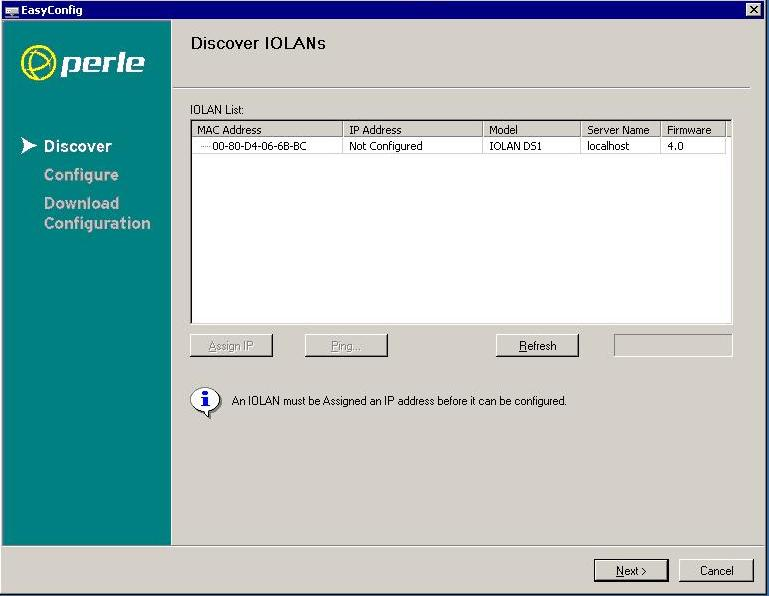 EasyConfig
perle
Discover IOLANs
Discover
Configure
Download
Configuration
IOLAN List:
MAC Address IP Address Model Server Name Firmware
00-80-D4-06-6B-BC Not Configured IOLAN DS1 localhost 4.0
Assign IP Ping... Refresh
An IOLAN must be Assigned an IP address before it can be configured.
Next > Cancel